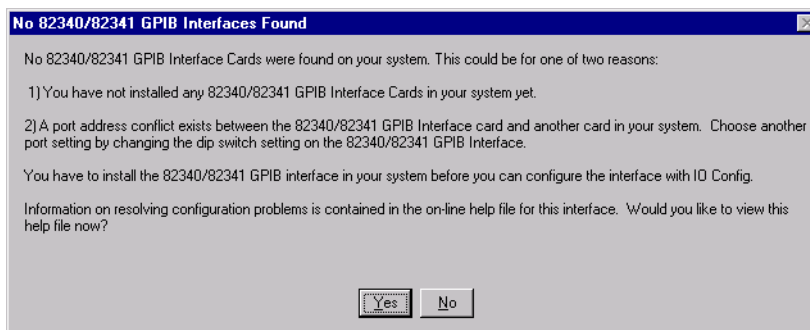 No 82340/82341 GPIB Interfaces Found
No 82340/82341 GPIB Interface Cards were found on your system. This could be for one of two reasons:
1) You have not installed any 82340/82341 GPIB Interface Cards in your system yet.
2) A port address conflict exists between the 82340/82341 GPIB Interface card and another card in your system. Choose another
port setting by changing the dip switch setting on the 82340/82341 GPIB Interface.
You have to install the 82340/82341 GPIB interface in your system before you can configure the interface with IO Config.
Information on resolving configuration problems is contained in the on-line help file for this interface. Would you like to view this
help file now?
Yes No